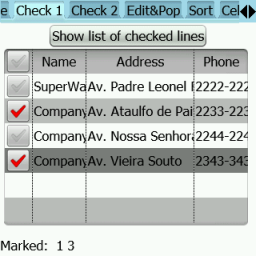 e Check 1 Check 2 Edit&Pop Sort Cel
Show list of checked lines
Name Address Phone
SuperWa Av. Padre Leonel F 2222-222
Company Av. Ataulfo de Pai 2233-223
Company Av. Nossa Senhora 2244-224
Company Av. Vieira Souto 2343-343
Marked: 1 3